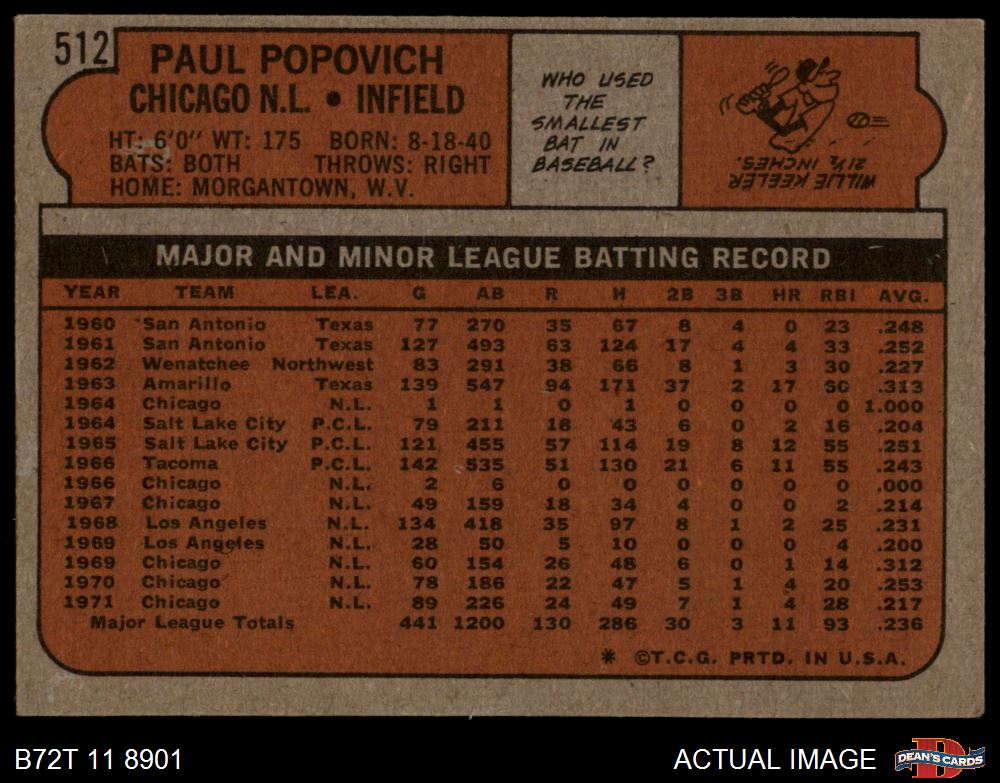 512
PAUL POPOVICH
CHICAGO N.L. • INFIELD
HT: 6'0" WT: 175 BORN: 8-18-40
BATS: BOTH THROWS: RIGHT
HOME: MORGANTOWN, W.V.
WHO USED
THE
SMALLEST
BAT IN
BASEBALL?
WILLIE KEELER
21½ INCHES.
MAJOR AND MINOR LEAGUE BATTING RECORD
YEAR TEAM LEA. G AB R H 2B 3B HR RBI AVG.
1960 San Antonio Texas 77 270 35 67 8 4 0 23 .248
1961 San Antonio Texas 127 493 63 124 17 4 4 33 .252
1962 Wenatchee Northwest 83 291 38 66 8 1 3 30 .227
1963 Amarillo Texas 139 547 94 171 37 2 17 50 .313
1964 Chicago N.L. 1 1 0 1 0 0 0 0 1.000
1964 Salt Lake City P.C.L. 79 211 18 43 6 0 2 16 .204
1965 Salt Lake City P.C.L. 121 455 57 114 19 8 12 55 .251
1966 Tacoma P.C.L. 142 535 51 130 21 6 11 55 .243
1966 Chicago N.L. 2 6 0 0 0 0 0 0 .000
1967 Chicago N.L. 49 159 18 34 4 0 0 2 .214
1968 Los Angeles N.L. 134 418 35 97 8 1 2 25 .231
1969 Los Angeles N.L. 28 50 5 10 0 0 0 4 .200
1969 Chicago N.L. 60 154 26 48 6 0 1 14 .312
1970 Chicago N.L. 78 186 22 47 5 1 4 20 .253
1971 Chicago N.L. 89 226 24 49 7 1 4 28 .217
Major League Totals 441 1200 130 286 30 3 11 93 .236
* ©T.C.G. PRTD. IN U.S.A.
B72T 11 8901
ACTUAL IMAGE
D
DEAN'S CARDS